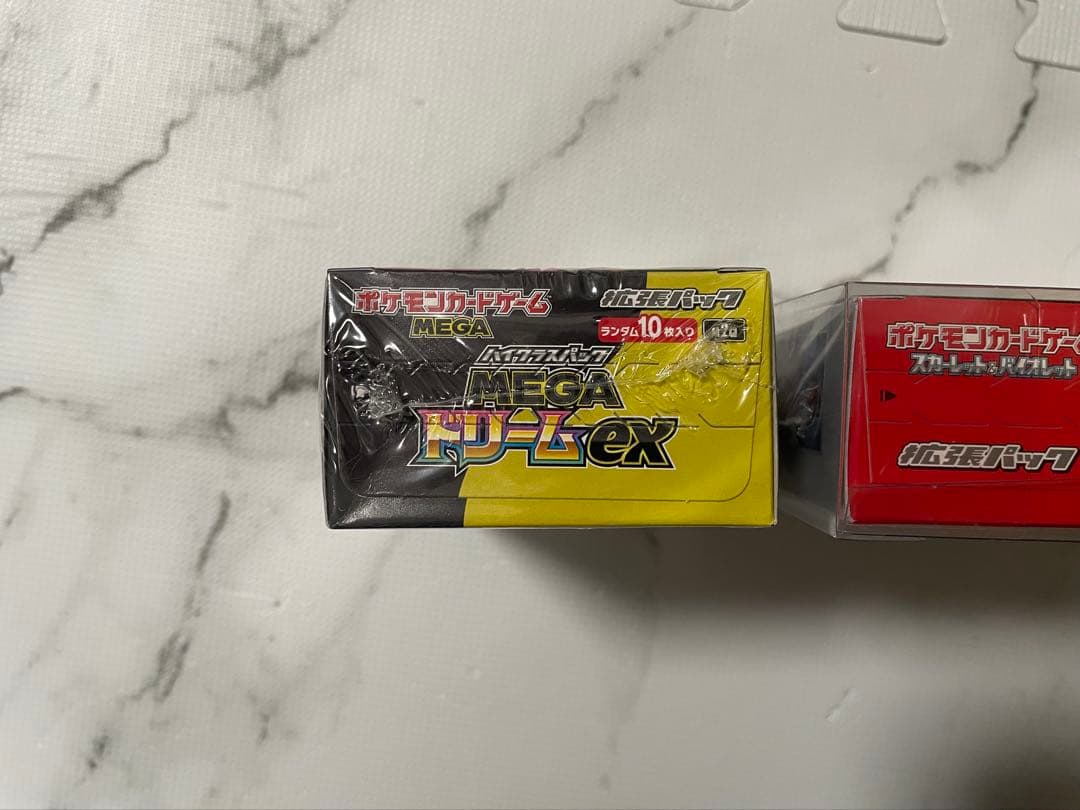 ポケモンカードゲーム
MEGA
拡張パック
ランダム10枚入り
ハイクラスパック
MEGA
ドリームex
ポケモンカードゲー
スカーレット&バイオレット
拡張パック